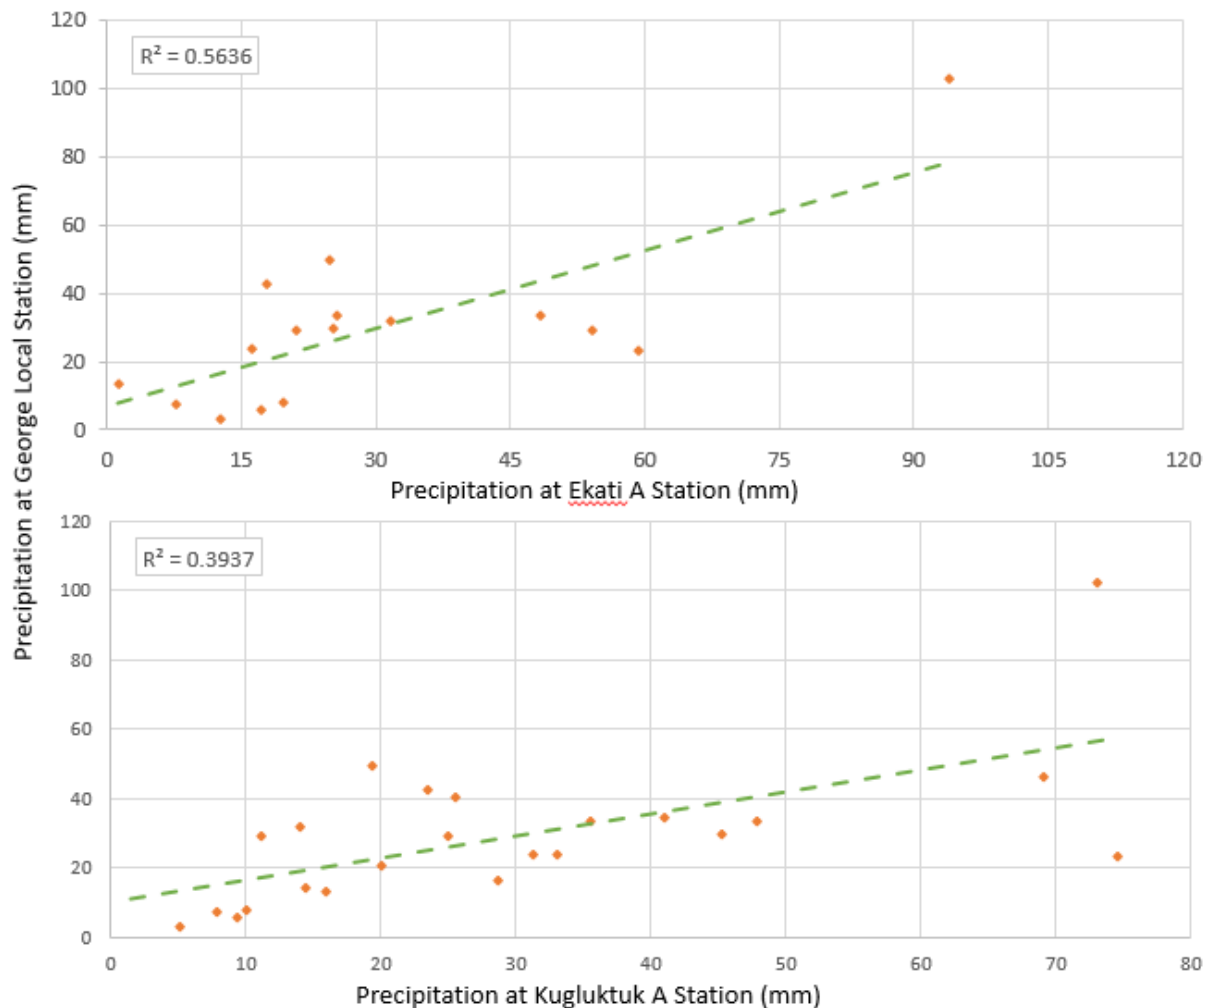 120
R² = 0.5636
100
80
60
40
20
0
0 15 30 45 60 75 90 105 120
Precipitation at Ekati A Station (mm)
Precipitation at George Local Station (mm)
120
R² = 0.3937
100
80
60
40
20
0
0 10 20 30 40 50 60 70 80
Precipitation at Kugluktuk A Station (mm)